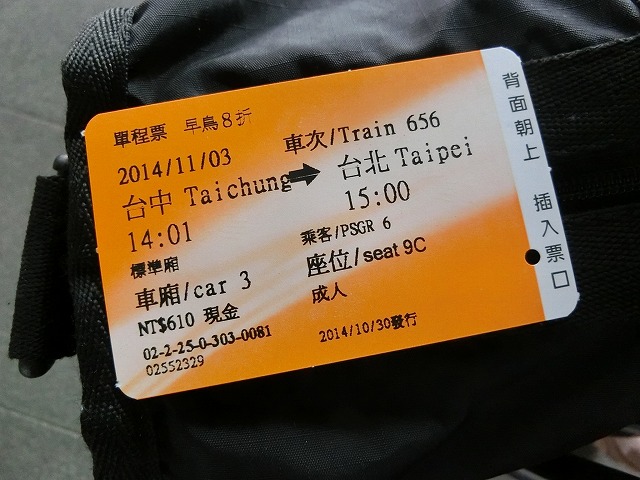 單程票 早鳥8折
車次/Train 656
2014/11/03
台中 Taichung
台北 Taipei
14:01
15:00
標準廂
乘客/PSGR 6
車廂/car 3
座位/seat 9C
NT$610 現金
成人
02-2-25-0-303-0081
02552329
2014/10/30發行
背面朝上 插入票口